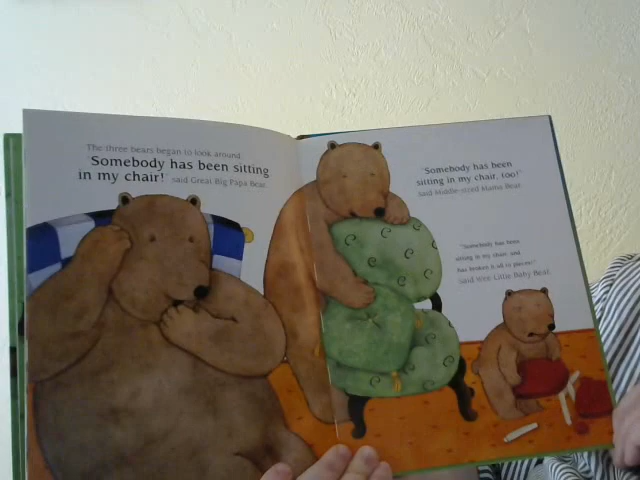 The three bears began to look around.
"Somebody has been sitting
in my chair!" said Great Big Papa Bear.
"Somebody has been
sitting in my chair, too!"
said Middle-sized Mama Bear.
"Somebody has been
sitting in my chair, and
has broken it all to pieces!"
said Wee Little Baby Bear.